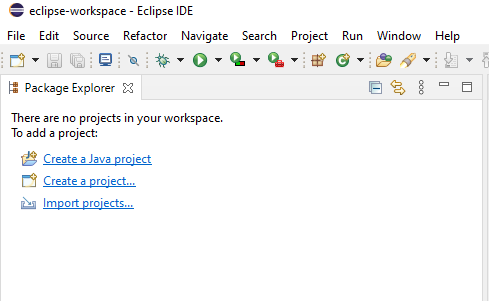 eclipse-workspace - Eclipse IDE
File Edit Source Refactor Navigate Search Project Run Window Help
Package Explorer
There are no projects in your workspace.
To add a project:
Create a Java project
Create a project...
Import projects...